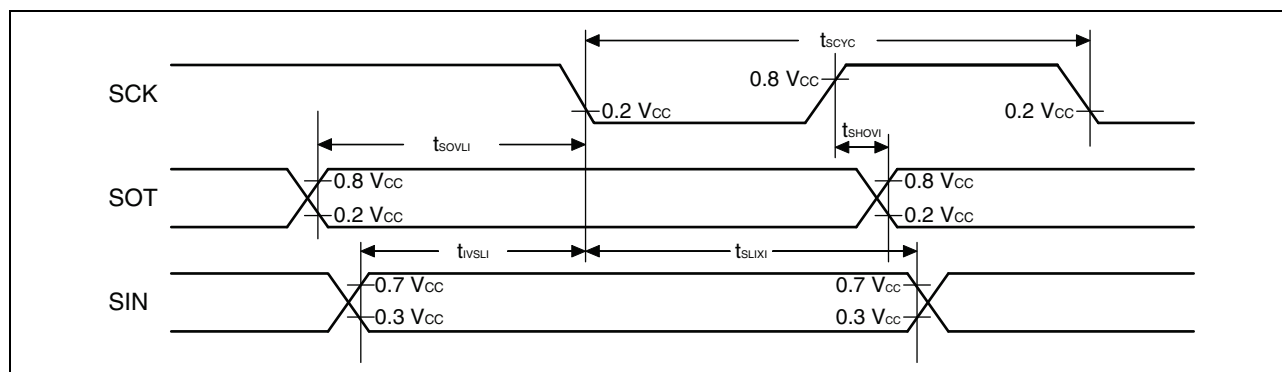 tSCYC
SCK
0.8 VCC
0.2 VCC
0.2 VCC
tSOVLI
tSHOVI
SOT
0.8 VCC
0.2 VCC
0.8 VCC
0.2 VCC
tIVSLI
tSLIXI
SIN
0.7 VCC
0.3 VCC
0.7 VCC
0.3 VCC